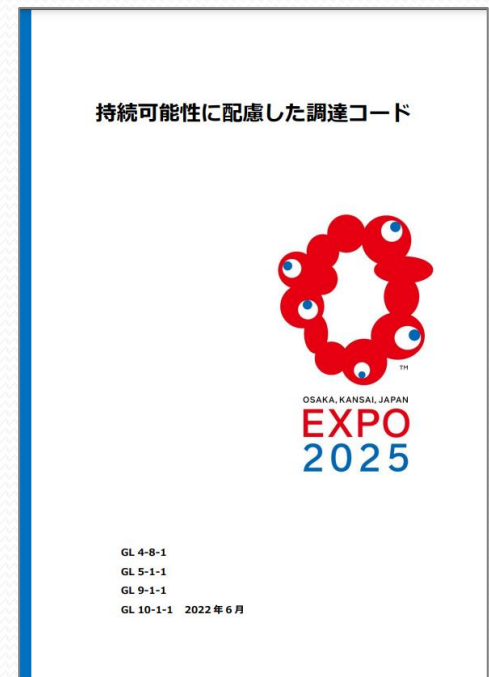 持続可能性に配慮した調達コード
TM
OSAKA, KANSAI, JAPAN
EXPO
2025
GL 4-8-1
GL 5-1-1
GL 9-1-1
GL 10-1-1 2022年6月